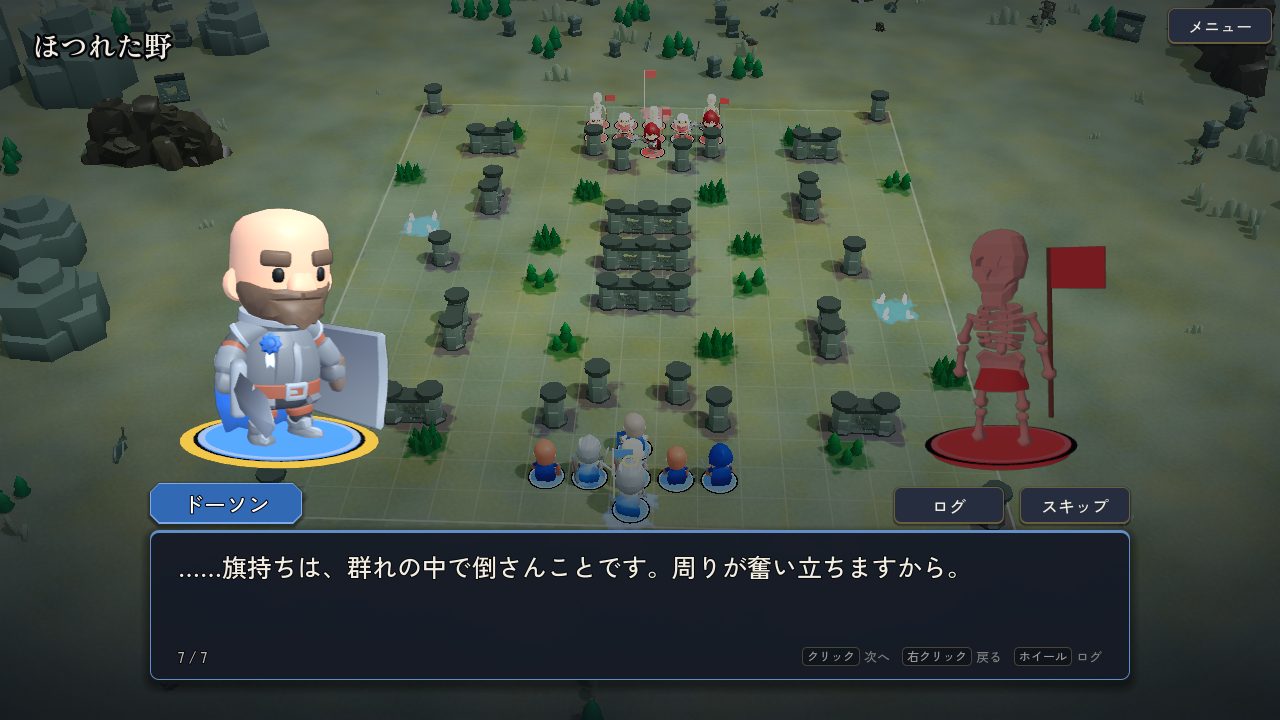 ほつれた野
メニュー
ドーソン
ログ
スキップ
……旗持ちは、群れの中で倒さんことです。周りが奮い立ちますから。
7 / 7
クリック 次へ 右クリック 戻る ホイール ログ